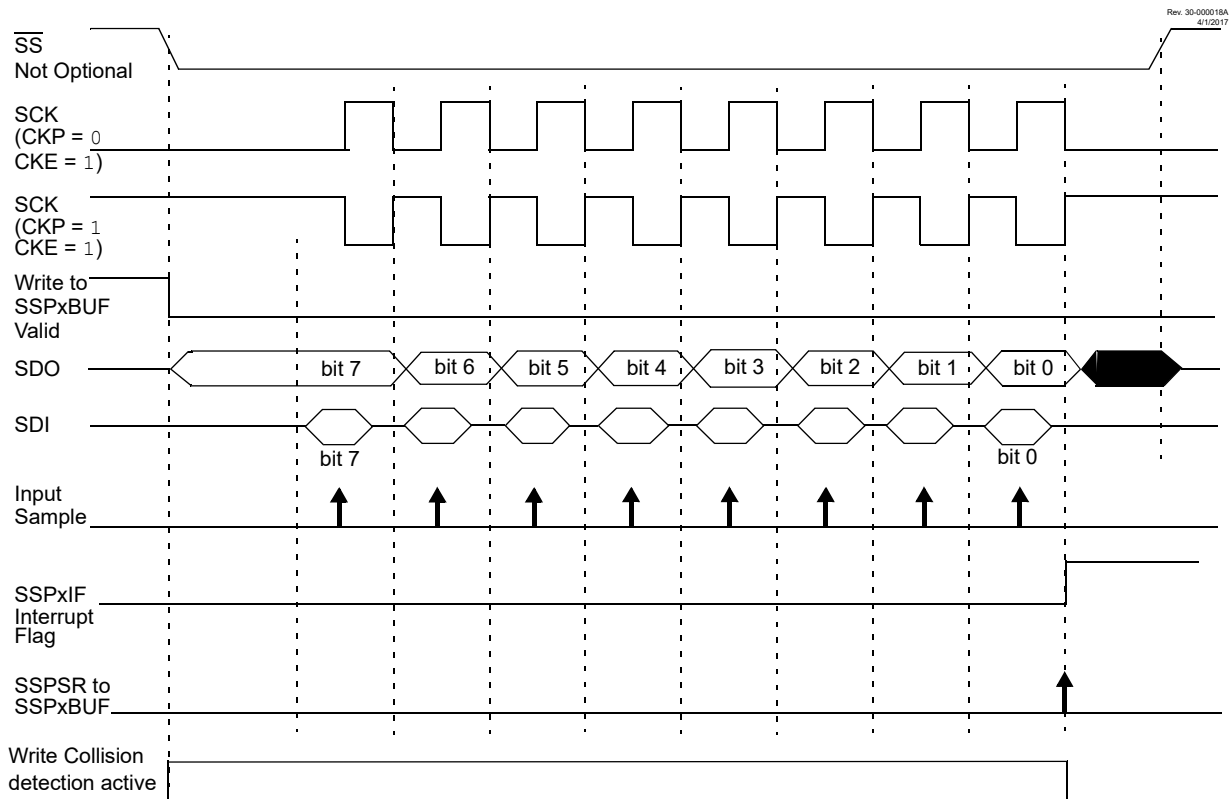 Rev. 30-000018A
4/1/2017
SS
Not Optional
SCK
(CKP = 0
CKE = 1)
SCK
(CKP = 1
CKE = 1)
Write to
SSPxBUF
Valid
SDO
bit 7
bit 6
bit 5
bit 4
bit 3
bit 2
bit 1
bit 0
SDI
bit 7
bit 0
Input
Sample
SSPxIF
Interrupt
Flag
SSPSR to
SSPxBUF
Write Collision
detection active